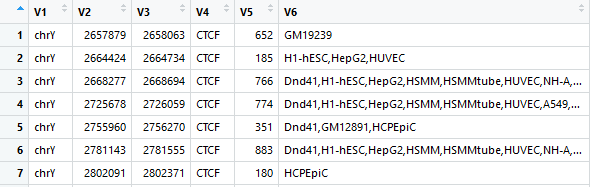 V1 V2 V3 V4 V5 V6
1 chrY 2657879 2658063 CTCF 652 GM19239
2 chrY 2664424 2664734 CTCF 185 H1-hESC,HepG2,HUVEC
3 chrY 2668277 2668694 CTCF 766 Dnd41,H1-hESC,HepG2,HSMM,HSMMtube,HUVEC,NH-A,...
4 chrY 2725678 2726059 CTCF 774 Dnd41,H1-hESC,HepG2,HSMM,HSMMtube,HUVEC,A549,...
5 chrY 2755960 2756270 CTCF 351 Dnd41,GM12891,HCPEpiC
6 chrY 2781143 2781555 CTCF 883 Dnd41,H1-hESC,HepG2,HSMM,HSMMtube,HUVEC,NH-A,...
7 chrY 2802091 2802371 CTCF 180 HCPEpiC